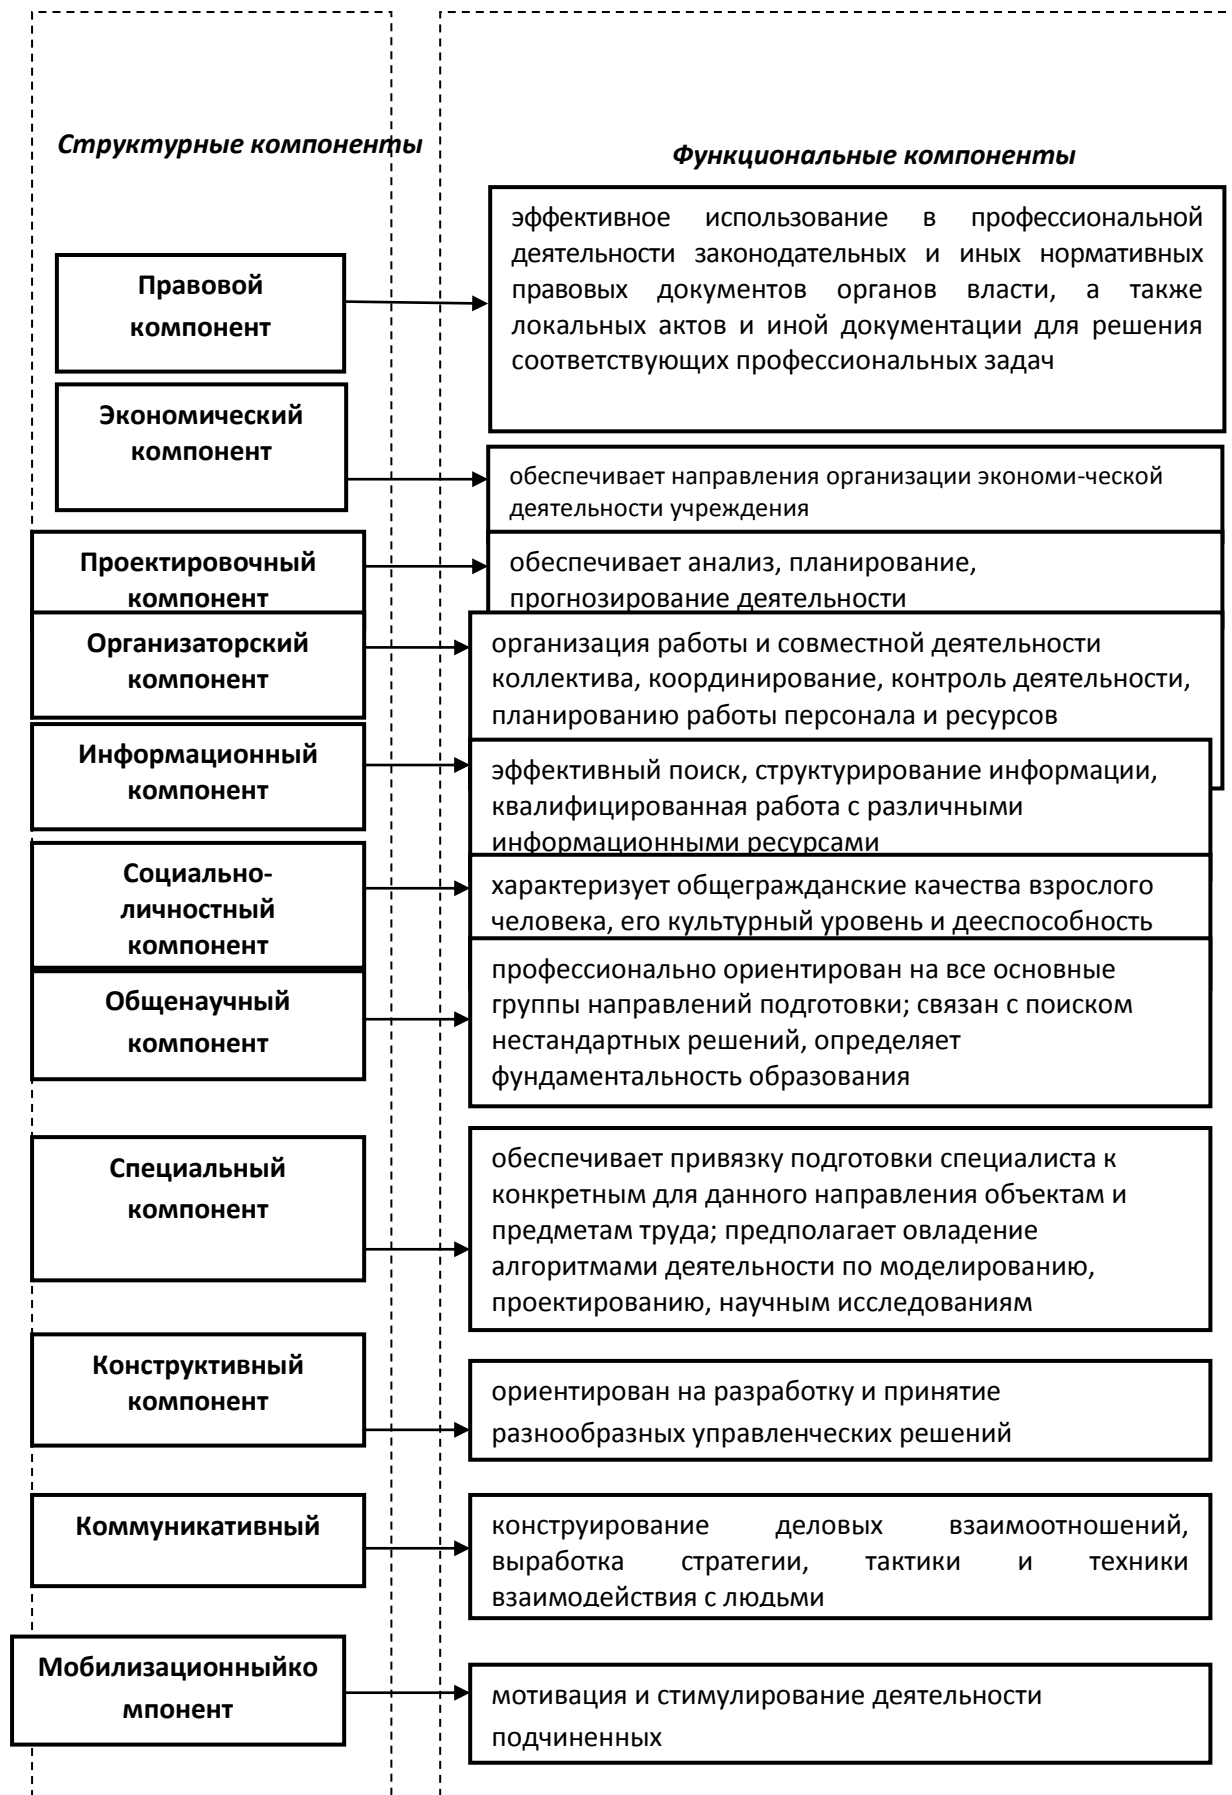 Структурные компоненты
Функциональные компоненты
Правовой
компонент
эффективное использование в профессиональной
деятельности законодательных и иных нормативных
правовых документов органов власти, а также
локальных актов и иной документации для решения
соответствующих профессиональных задач
Экономический
компонент
обеспечивает направления организации экономи-ческой
деятельности учреждения
Проектировочный
компонент
обеспечивает анализ, планирование,
прогнозирование деятельности
Организаторский
компонент
организация работы и совместной деятельности
коллектива, координирование, контроль деятельности,
планированию работы персонала и ресурсов
Информационный
компонент
эффективный поиск, структурирование информации,
квалифицированная работа с различными
информационными ресурсами
Социально-
личностный
компонент
характеризует общегражданские качества взрослого
человека, его культурный уровень и дееспособность
Общенаучный
компонент
профессионально ориентирован на все основные
группы направлений подготовки; связан с поиском
нестандартных решений, определяет
фундаментальность образования
Специальный
компонент
обеспечивает привязку подготовки специалиста к
конкретным для данного направления объектам и
предметам труда; предполагает овладение
алгоритмами деятельности по моделированию,
проектированию, научным исследованиям
Конструктивный
компонент
ориентирован на разработку и принятие
разнообразных управленческих решений
Коммуникативный
конструирование деловых взаимоотношений,
выработка стратегии, тактики и техники
взаимодействия с людьми
Мобилизационныйко
мпонент
мотивация и стимулирование деятельности
подчиненных